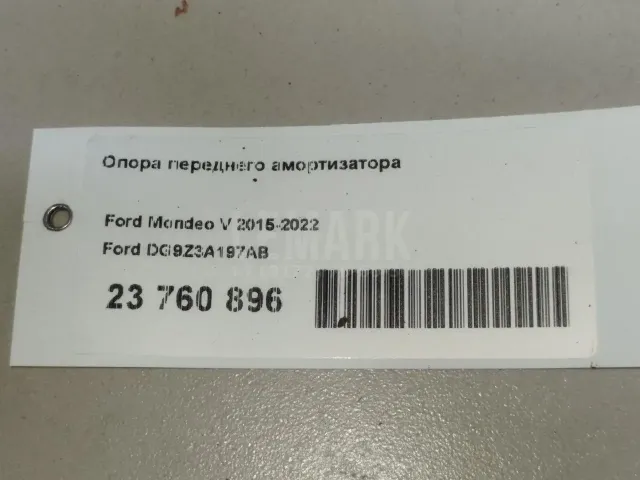 Опора переднего амортизатора
Ford Mondeo V 2015-2022
Ford DG9Z3A197AB
23 760 896